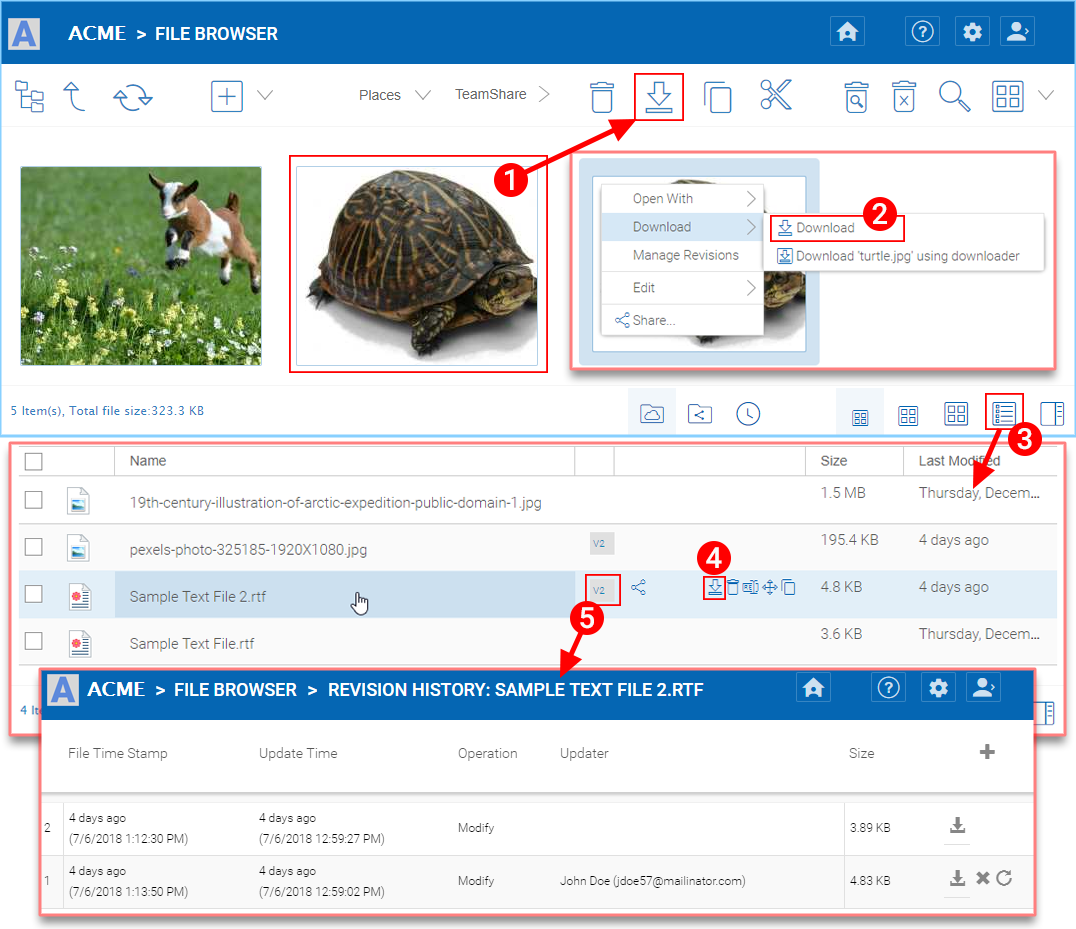 A ACME > FILE BROWSER ?
Places TeamShare
1
Open With
Download
Manage Revisions
Edit
Share...
2
Download
Download 'turtle.jpg' using downloader
5 Item(s), Total file size:323.3 KB
3
Name Size Last Modified
19th-century-illustration-of-arctic-expedition-public-domain-1.jpg 1.5 MB Thursday, Decem...
pexels-photo-325185-1920X1080.jpg V2 195.4 KB 4 days ago
4
Sample Text File 2.rtf V2 4.8 KB 4 days ago
5
Sample Text File.rtf 3.6 KB Thursday, Decem...
4 It
A ACME > FILE BROWSER > REVISION HISTORY: SAMPLE TEXT FILE 2.RTF ?
File Time Stamp Update Time Operation Updater Size
2 4 days ago 4 days ago Modify 3.89 KB
(7/6/2018 1:12:30 PM) (7/6/2018 12:59:27 PM)
1 4 days ago 4 days ago Modify John Doe (jdoe57@mailinator.com) 4.83 KB
(7/6/2018 1:13:50 PM) (7/6/2018 12:59:02 PM)